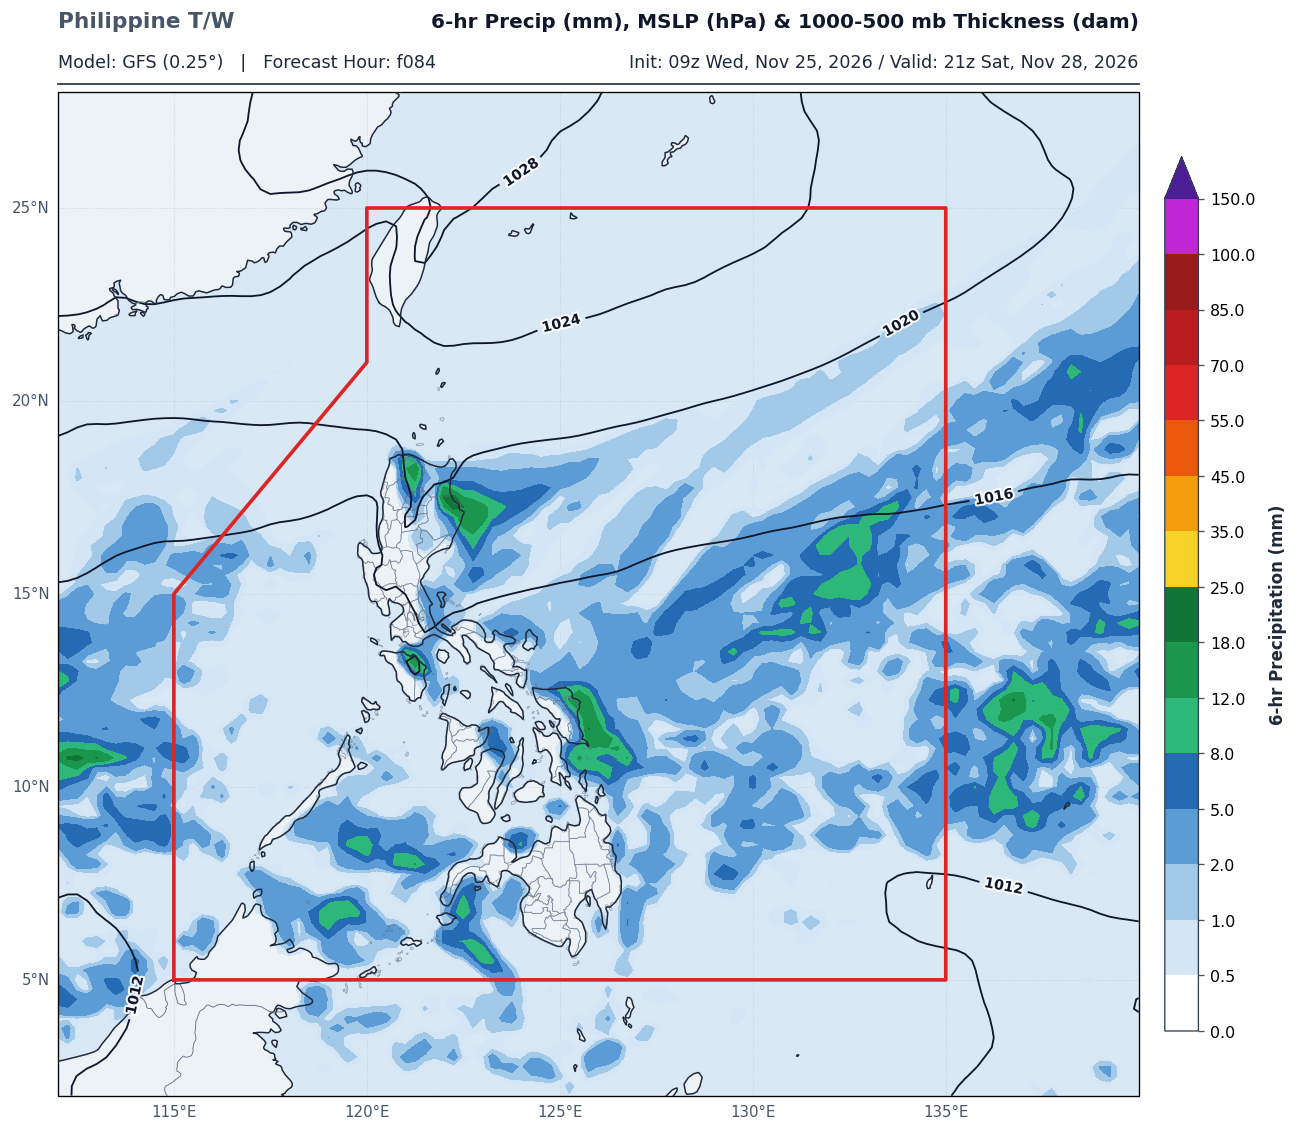 Philippine T/W
6-hr Precip (mm), MSLP (hPa) & 1000-500 mb Thickness (dam)
Model: GFS (0.25°) | Forecast Hour: f084
Init: 09z Wed, Nov 25, 2026 / Valid: 21z Sat, Nov 28, 2026
1028
1024
1020
1016
1012
1012
25°N
20°N
15°N
10°N
5°N
115°E
120°E
125°E
130°E
135°E
150.0
100.0
85.0
70.0
55.0
45.0
35.0
25.0
18.0
12.0
8.0
5.0
2.0
1.0
0.5
0.0
6-hr Precipitation (mm)